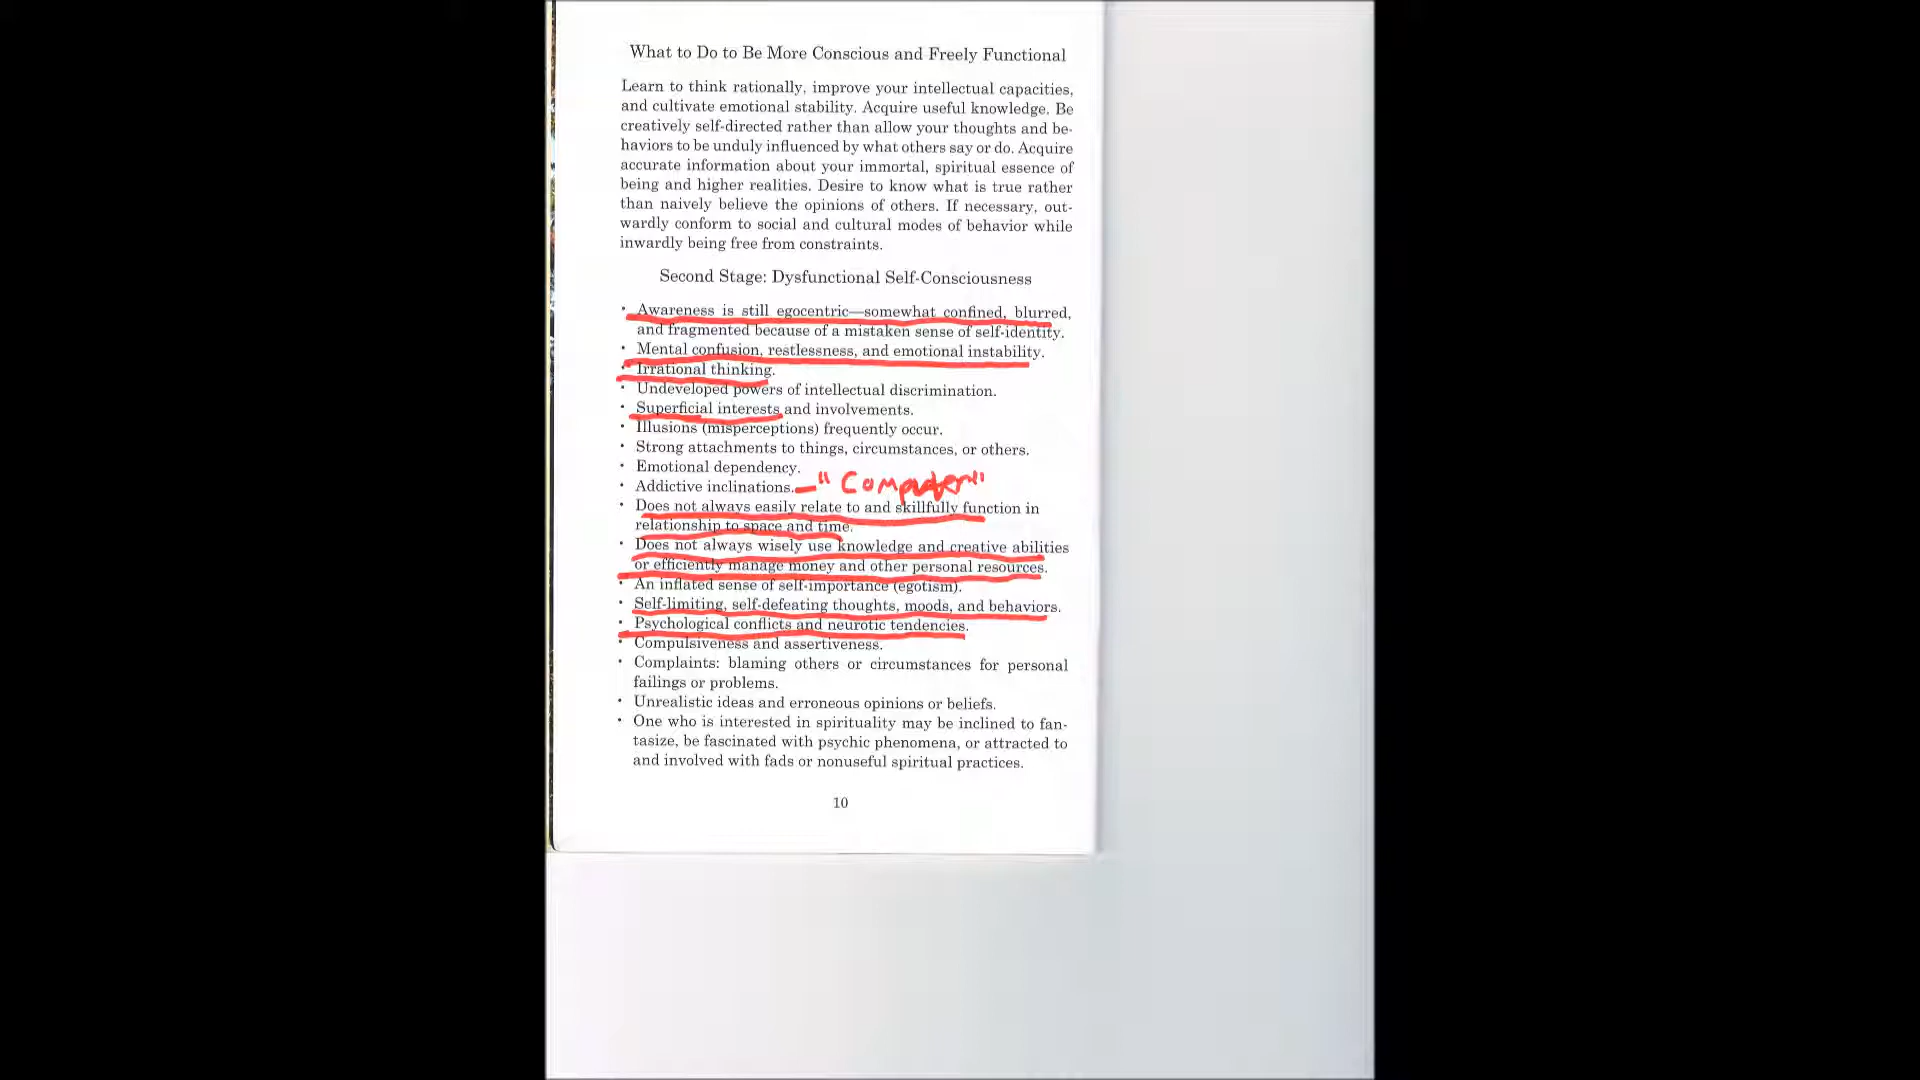 What to Do to Be More Conscious and Freely Functional
Learn to think rationally, improve your intellectual capacities,
and cultivate emotional stability. Acquire useful knowledge. Be
creatively self-directed rather than allow your thoughts and be-
haviors to be unduly influenced by what others say or do. Acquire
accurate information about your immortal, spiritual essence of
being and higher realities. Desire to know what is true rather
than naively believe the opinions of others. If necessary, out-
wardly conform to social and cultural modes of behavior while
inwardly being free from constraints.
Second Stage: Dysfunctional Self-Consciousness
• Awareness is still egocentric—somewhat confined, blurred,
and fragmented because of a mistaken sense of self-identity.
• Mental confusion, restlessness, and emotional instability.
• Irrational thinking.
• Undeveloped powers of intellectual discrimination.
• Superficial interests and involvements.
• Illusions (misperceptions) frequently occur.
• Strong attachments to things, circumstances, or others.
• Emotional dependency.
• Addictive inclinations. – "Computer"
• Does not always easily relate to and skillfully function in
relationship to space and time.
• Does not always wisely use knowledge and creative abilities
or efficiently manage money and other personal resources.
• An inflated sense of self-importance (egotism).
• Self-limiting, self-defeating thoughts, moods, and behaviors.
• Psychological conflicts and neurotic tendencies.
• Compulsiveness and assertiveness.
• Complaints: blaming others or circumstances for personal
failings or problems.
• Unrealistic ideas and erroneous opinions or beliefs.
• One who is interested in spirituality may be inclined to fan-
tasize, be fascinated with psychic phenomena, or attracted to
and involved with fads or nonuseful spiritual practices.
10